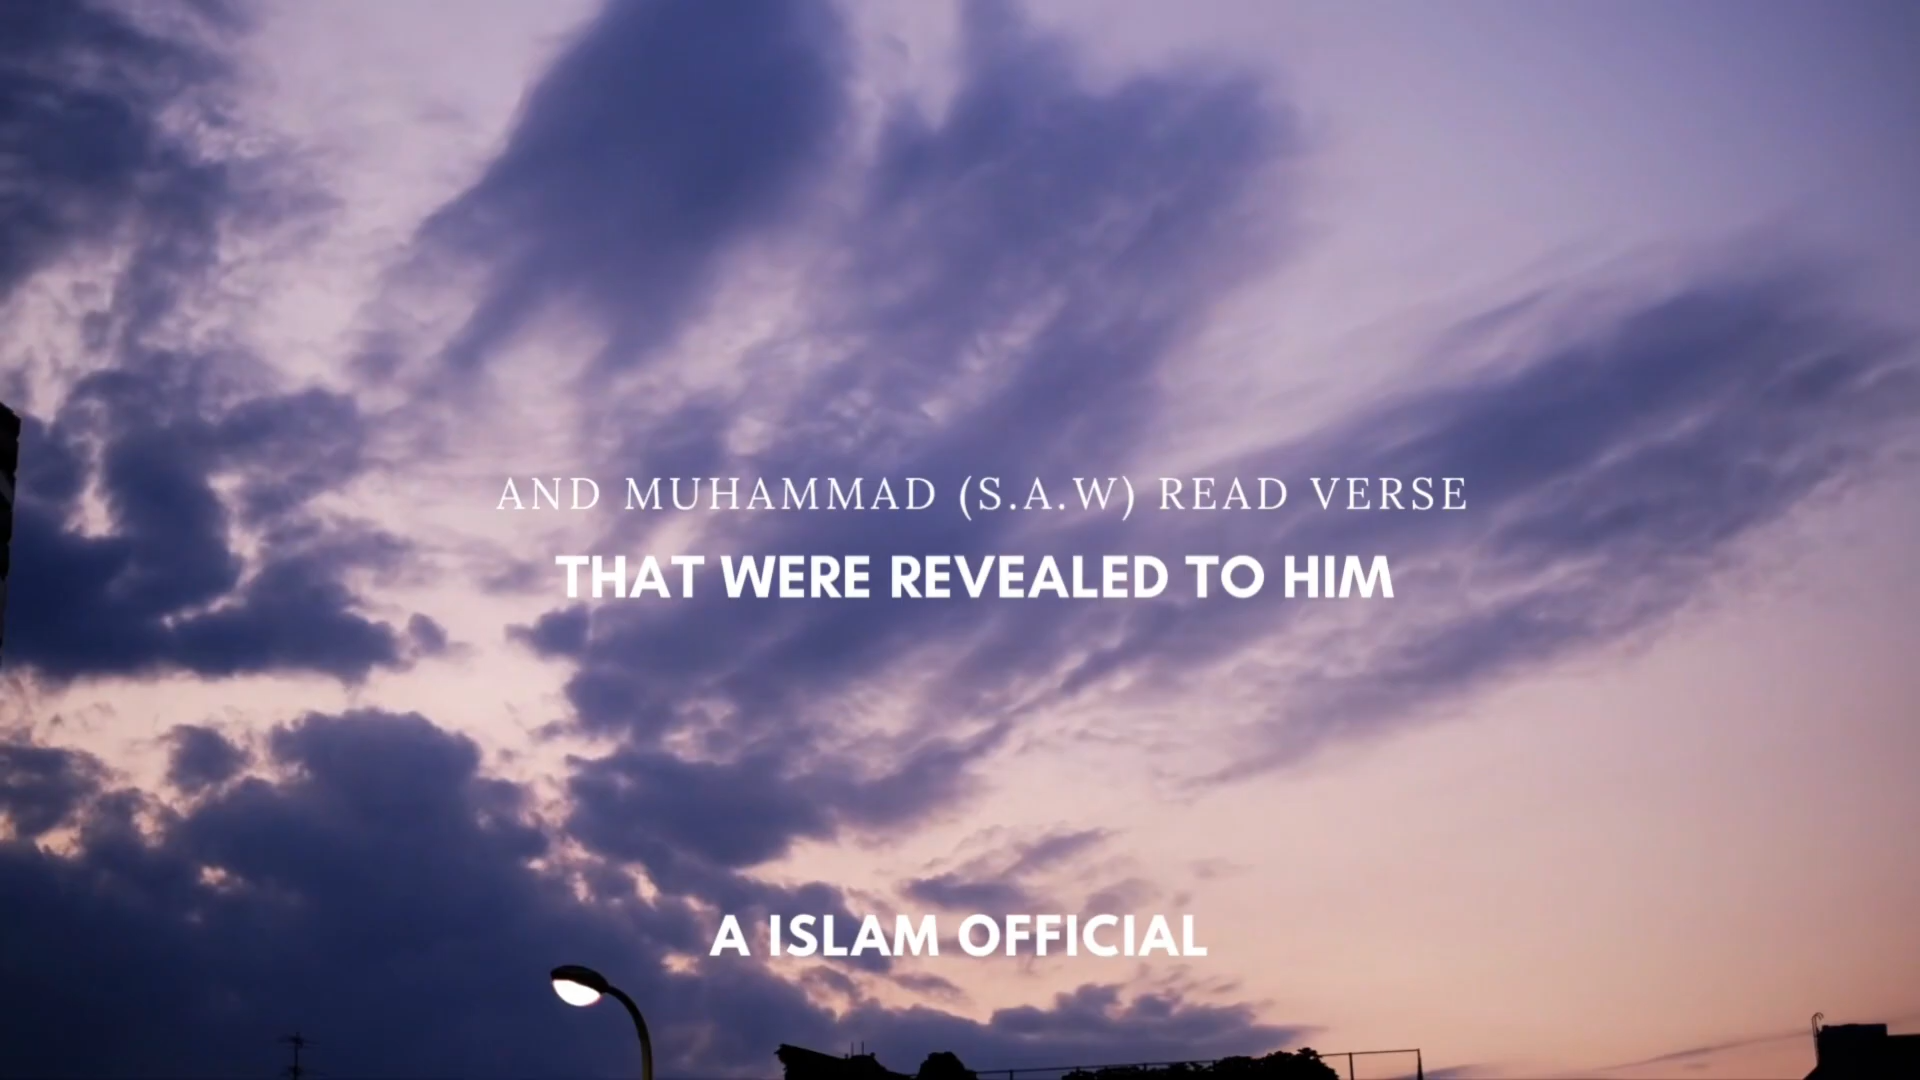 AND MUHAMMAD (S.A.W) READ VERSE
THAT WERE REVEALED TO HIM
A ISLAM OFFICIAL